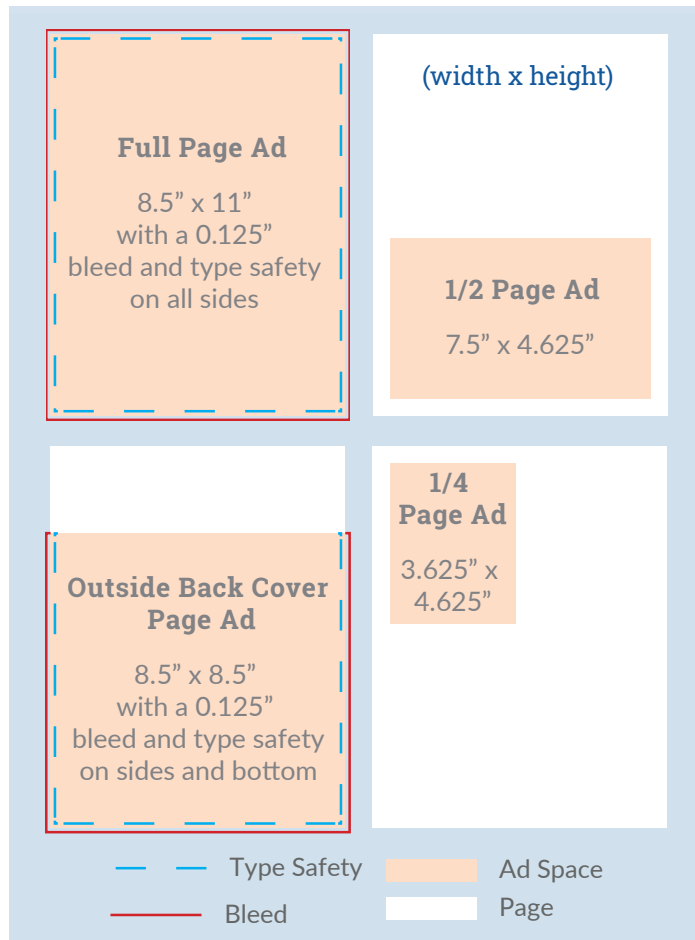 Full Page Ad
8.5” x 11”
with a 0.125”
bleed and type safety
on all sides
(width x height)
1/2 Page Ad
7.5” x 4.625”
Outside Back Cover
Page Ad
8.5” x 8.5”
with a 0.125”
bleed and type safety
on sides and bottom
1/4
Page Ad
3.625” x
4.625”
Type Safety
Ad Space
Bleed
Page